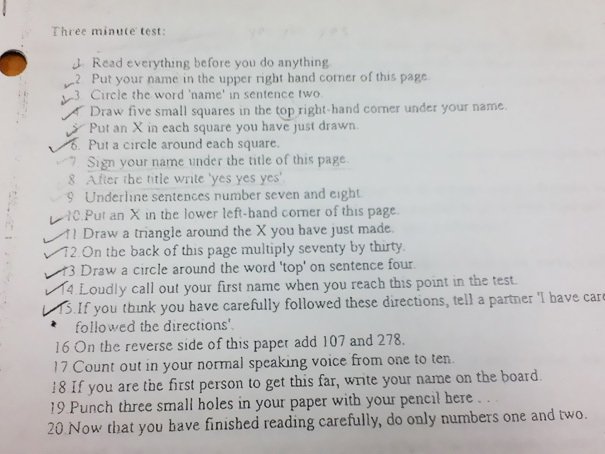 Three minute test:
1 Read everything before you do anything.
2 Put your name in the upper right hand corner of this page.
3 Circle the word 'name' in sentence two.
4 Draw five small squares in the top right-hand corner under your name.
5 Put an X in each square you have just drawn.
6. Put a circle around each square.
7 Sign your name under the title of this page.
8 After the title write 'yes yes yes'.
9 Underline sentences number seven and eight.
10.Put an X in the lower left-hand corner of this page.
11 Draw a triangle around the X you have just made.
12.On the back of this page multiply seventy by thirty.
13 Draw a circle around the word 'top' on sentence four.
14 Loudly call out your first name when you reach this point in the test.
15.If you think you have carefully followed these directions, tell a partner 'I have care
followed the directions'.
16 On the reverse side of this paper add 107 and 278.
17 Count out in your normal speaking voice from one to ten.
18 If you are the first person to get this far, write your name on the board.
19 Punch three small holes in your paper with your pencil here . . .
20.Now that you have finished reading carefully, do only numbers one and two.